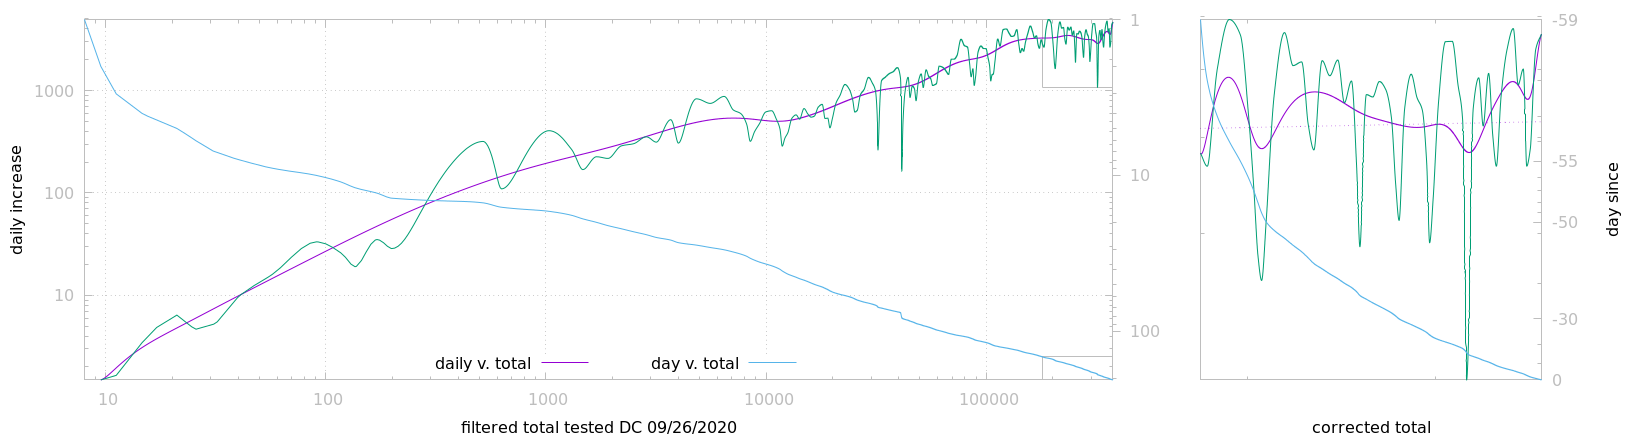 1
-59
1000
daily increase
-55
10
day since
100
-50
10
-30
100
daily v. total
day v. total
0
10
100
1000
10000
100000
filtered total tested DC 09/26/2020
corrected total